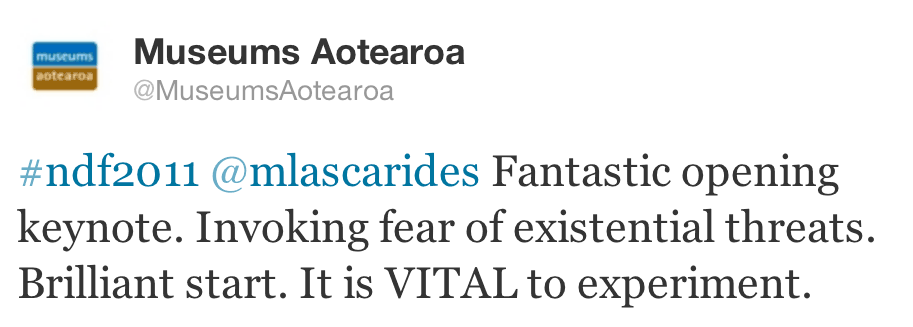 museums
aotearoa
Museums Aotearoa
@MuseumsAotearoa
#ndf2011 @mlascarides Fantastic opening
keynote. Invoking fear of existential threats.
Brilliant start. It is VITAL to experiment.